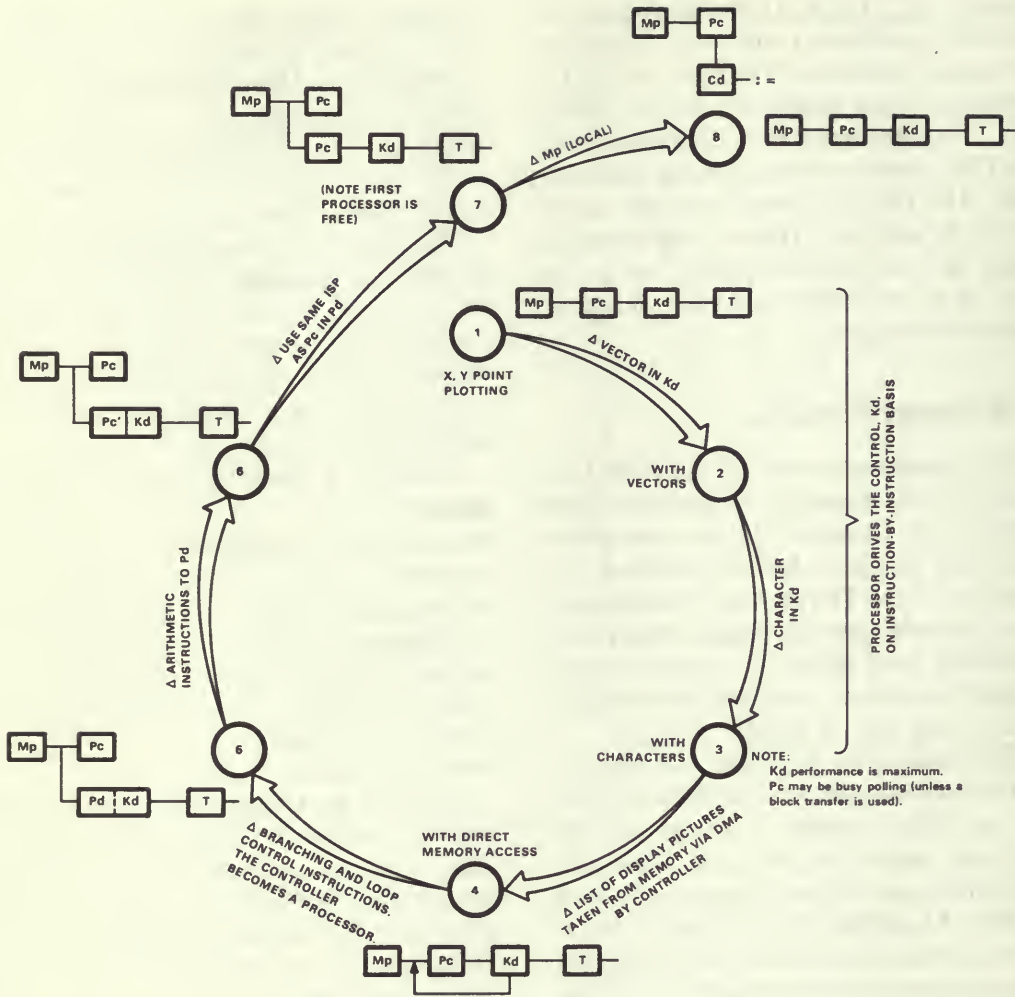 Mp Pc
Cd : =
Mp Pc Kd T
8
Δ Mp (LOCAL)
Mp Pc
Pc Kd T
(NOTE FIRST
PROCESSOR IS
FREE)
7
Δ USE SAME ISP
AS Pc IN Pd
Mp Pc Kd T
1
X, Y POINT
PLOTTING
Δ VECTOR IN Kd
WITH
VECTORS
2
Δ CHARACTER
IN Kd
PROCESSOR DRIVES THE CONTROL, Kd,
ON INSTRUCTION-BY-INSTRUCTION BASIS
WITH
CHARACTERS
3
NOTE:
Kd performance is maximum.
Pc may be busy polling (unless a
block transfer is used).
Δ LIST OF DISPLAY PICTURES
TAKEN FROM MEMORY VIA DMA
BY CONTROLLER
WITH DIRECT
MEMORY ACCESS
4
Mp Pc Kd T
Δ BRANCHING AND LOOP
CONTROL INSTRUCTIONS.
THE CONTROLLER
BECOMES A PROCESSOR.
6
Mp Pc
Pd Kd T
Δ ARITHMETIC
INSTRUCTIONS TO Pd
6
Mp Pc
Pc' Kd T